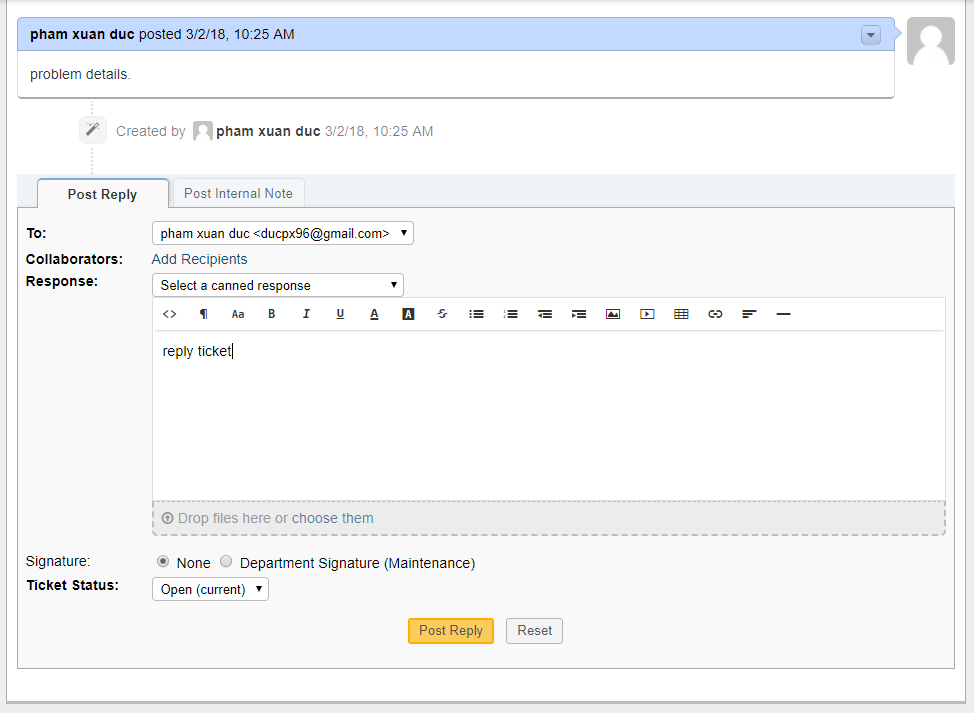 pham xuan duc posted 3/2/18, 10:25 AM
problem details.
Created by pham xuan duc 3/2/18, 10:25 AM
Post Reply Post Internal Note
To: pham xuan duc <ducpx96@gmail.com>
Collaborators: Add Recipients
Response: Select a canned response
<> ¶ Aa B I U A A S
reply ticket
Drop files here or choose them
Signature: None Department Signature (Maintenance)
Ticket Status: Open (current)
Post Reply Reset